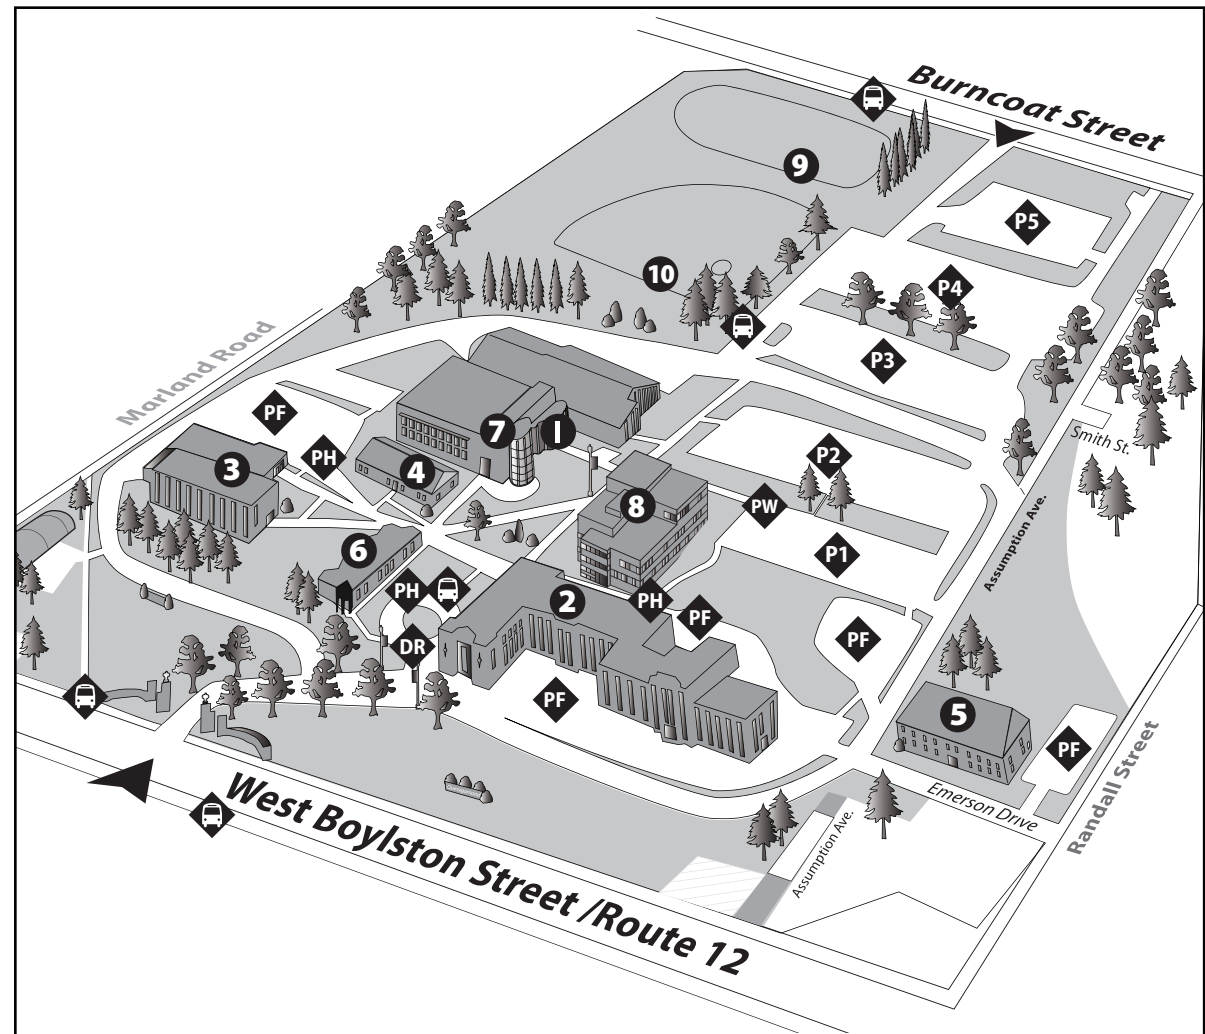 Burncoat Street
9
P5
10
P4
Marland Road
P3
PF
7
I
Smith St.
3
PH
4
P2
8
PW
Assumption Ave.
6
P1
PH
2
PH
PF
PF
DR
PF
5
PF
Emerson Drive
Randall Street
West Boylston Street /Route 12
Assumption Ave.